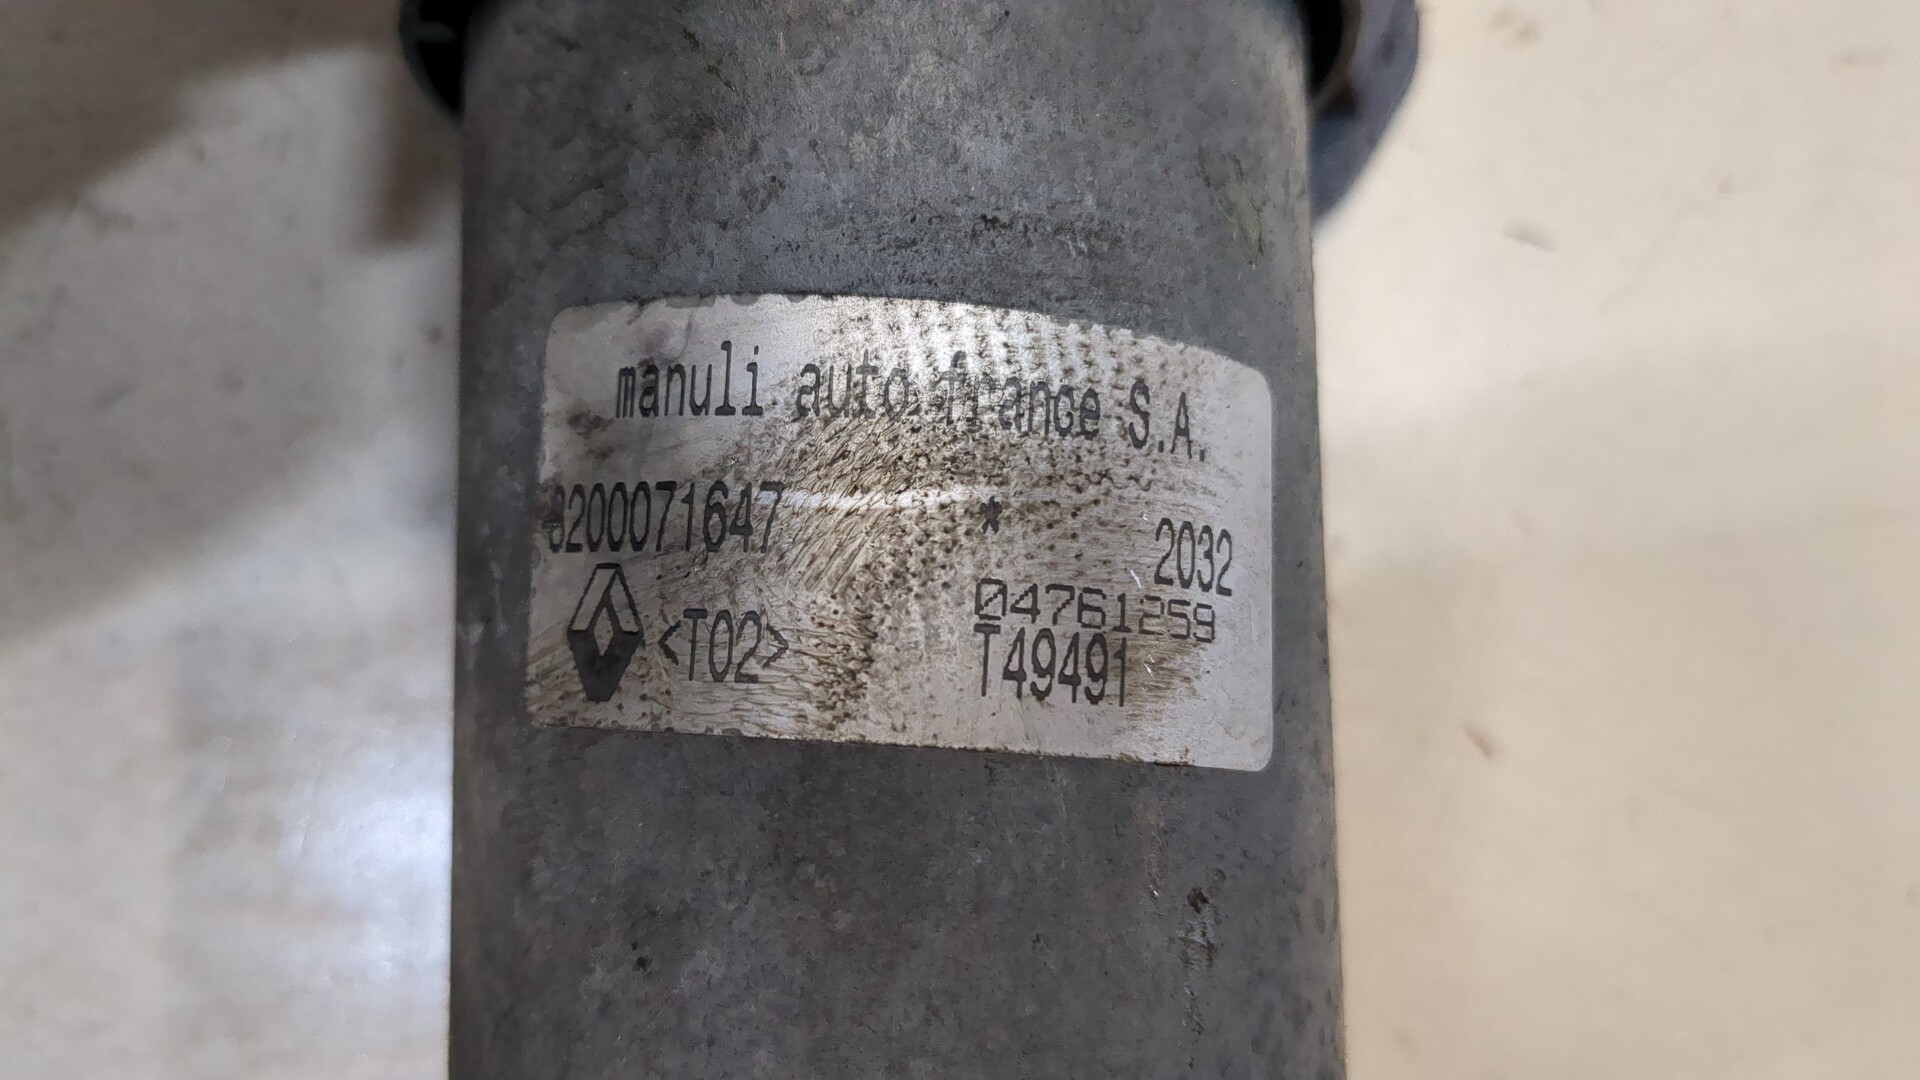 manuli auto france S.A.
8200071647 * 2032
04761259
<T02> T49491